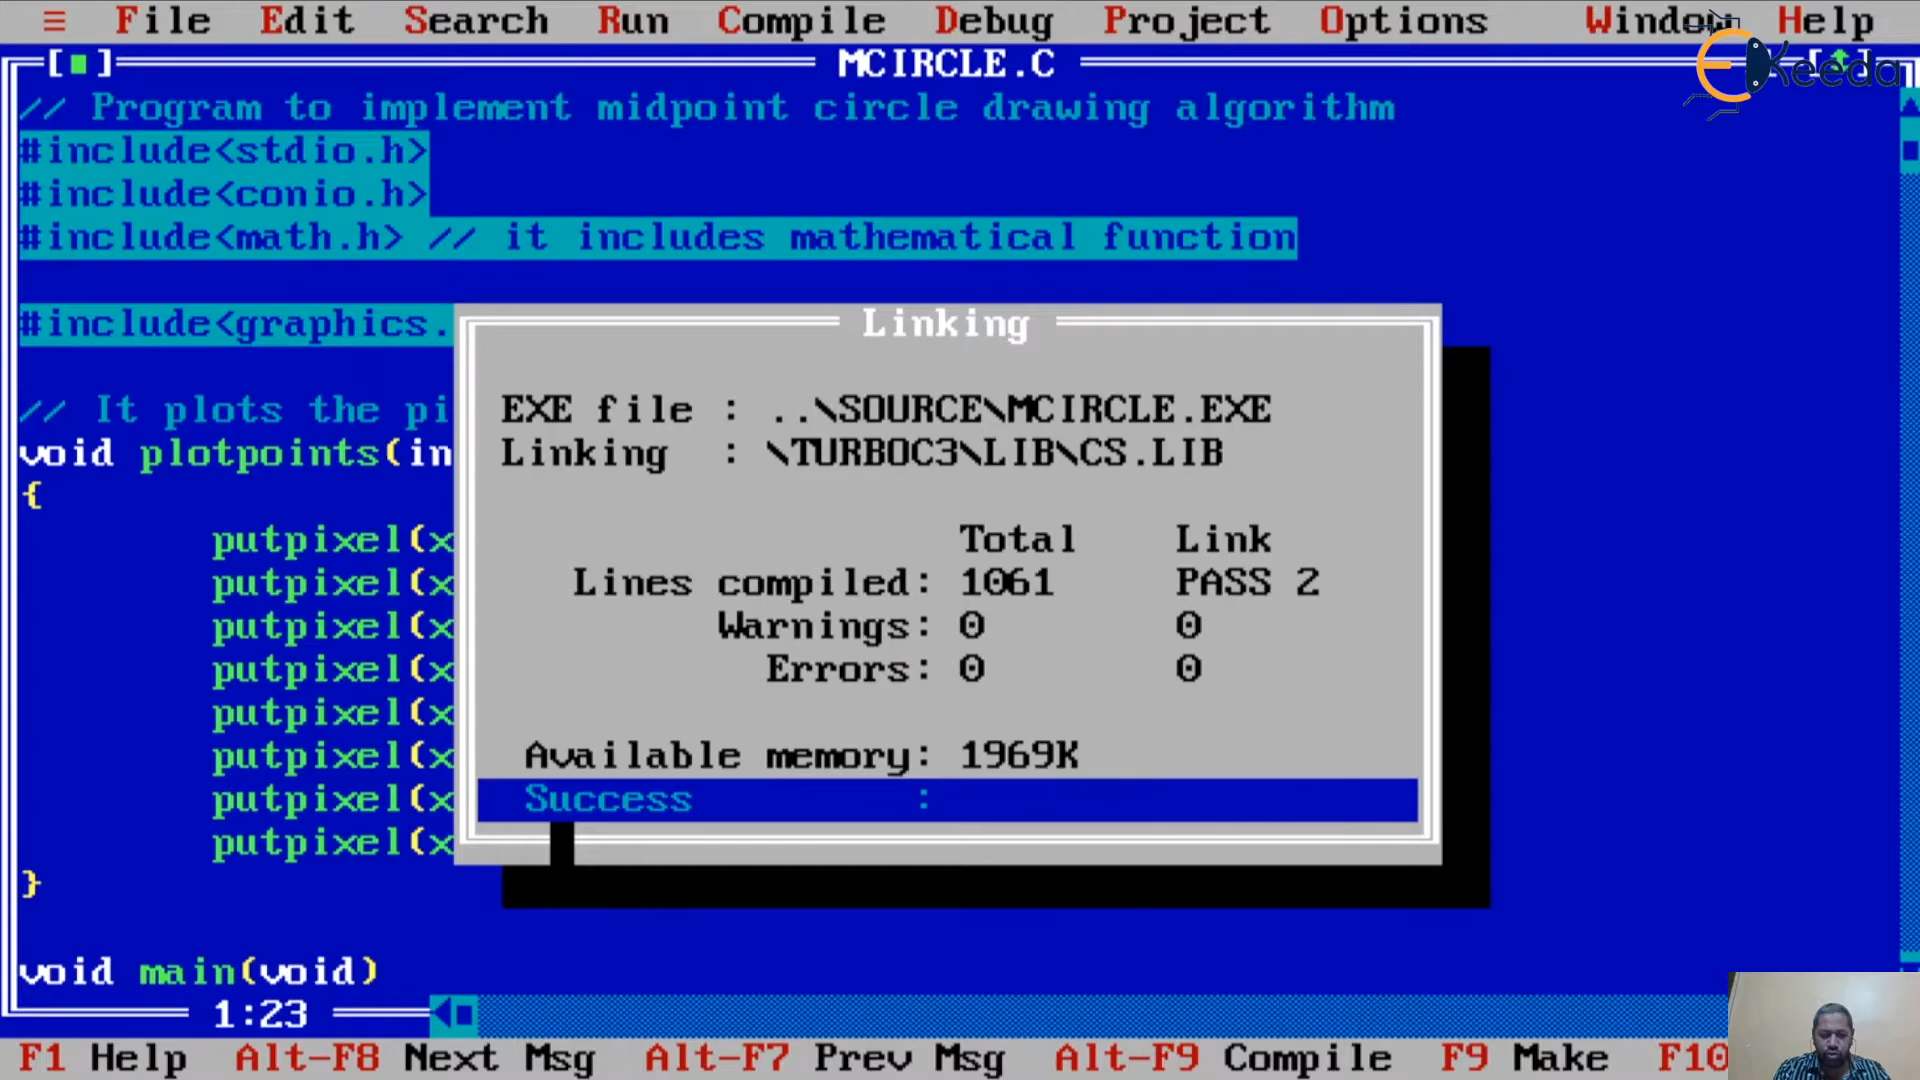 ≡ File Edit Search Run Compile Debug Project Options Window Help
[■] MCIRCLE.C [↑]
Ekeeda
// Program to implement midpoint circle drawing algorithm
#include<stdio.h>
#include<conio.h>
#include<math.h> // it includes mathematical function
#include<graphics.
// It plots the pi
void plotpoints(in
{
putpixel(x
putpixel(x
putpixel(x
putpixel(x
putpixel(x
putpixel(x
putpixel(x
putpixel(x
}
void main(void)
1:23
Linking
EXE file : ..\SOURCE\MCIRCLE.EXE
Linking : \TURBOC3\LIB\CS.LIB
Total Link
Lines compiled: 1061 PASS 2
Warnings: 0 0
Errors: 0 0
Available memory: 1969K
Success :
F1 Help Alt-F8 Next Msg Alt-F7 Prev Msg Alt-F9 Compile F9 Make F10